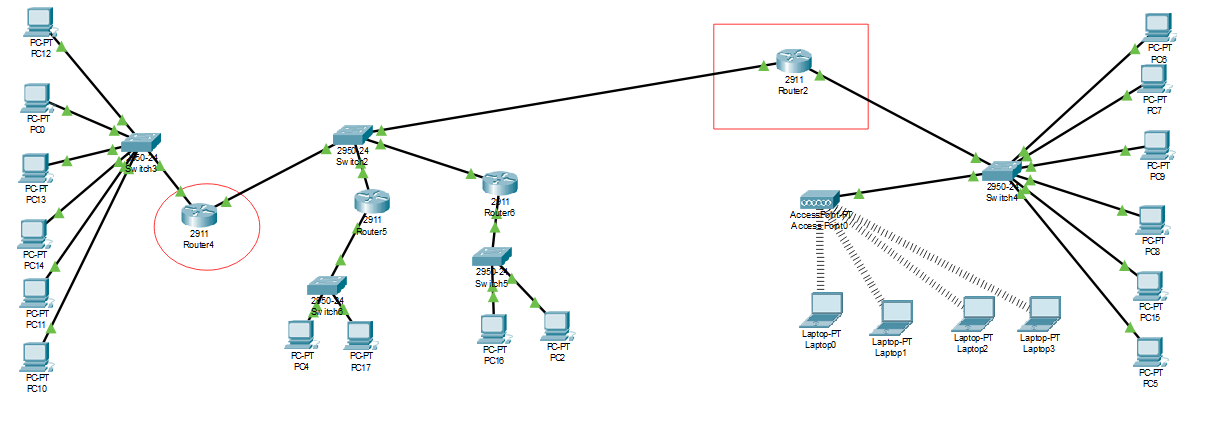 PC-PT
PC12
PC-PT
PC0
PC-PT
PC13
PC-PT
PC14
PC-PT
PC11
PC-PT
PC10
2950-24
Switch3
2911
Router4
2950-24
Switch2
2911
Router5
2911
Router6
2950-24
Switch6
2950-24
Switch5
PC-PT
PC4
PC-PT
PC17
PC-PT
PC16
PC-PT
PC2
2911
Router2
2950-24
Switch4
AccessPoint-PT
Access Point0
Laptop-PT
Laptop0
Laptop-PT
Laptop1
Laptop-PT
Laptop2
Laptop-PT
Laptop3
PC-PT
PC6
PC-PT
PC7
PC-PT
PC9
PC-PT
PC8
PC-PT
PC15
PC-PT
PC5